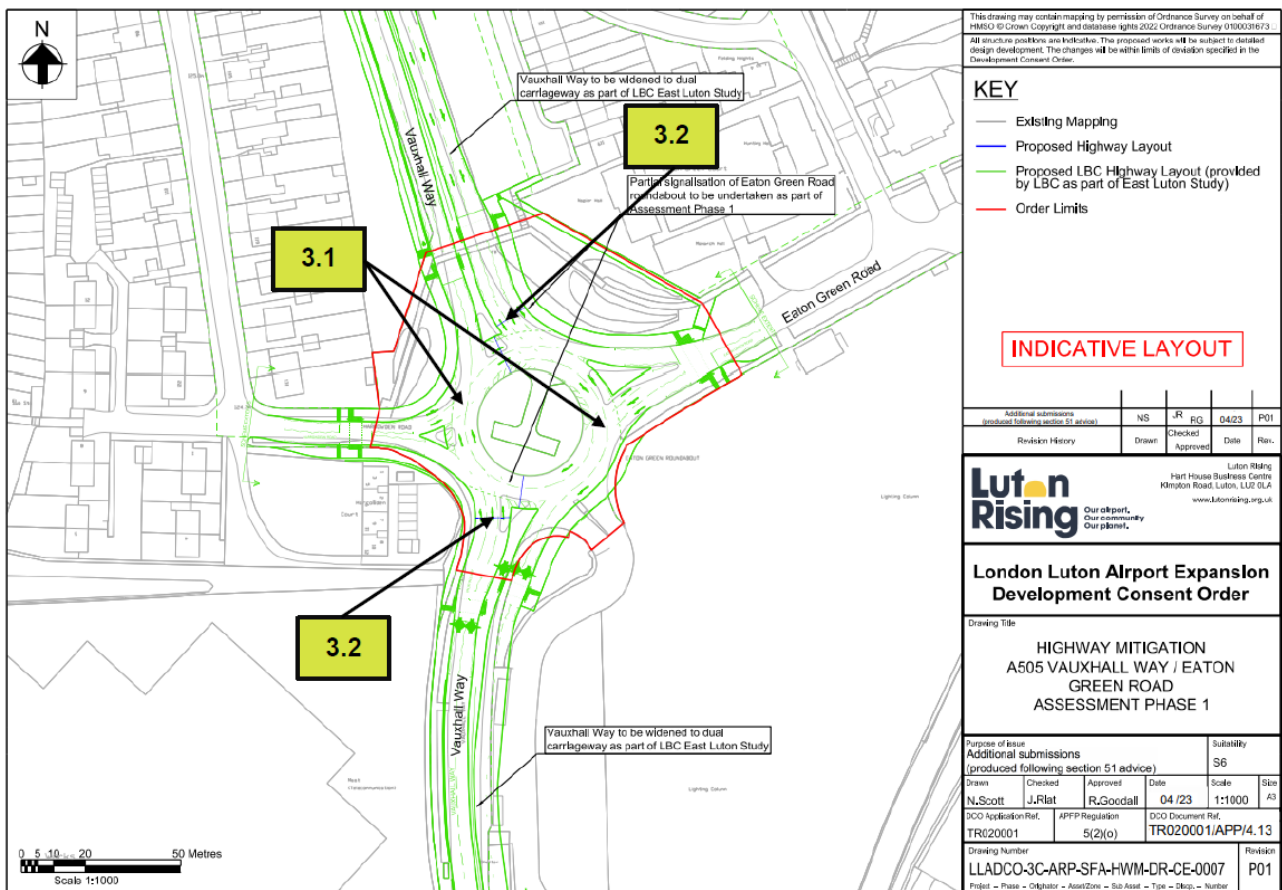 N
Vauxhall Way to be widened to dual
carriageway as part of LBC East Luton Study
3.2
Vauxhall Way
Partial signalisation of Eaton Green Road
roundabout to be undertaken as part of
Assessment Phase 1
3.1
Eaton Green Road
EATON GREEN ROUNDABOUT
Lighting Column
Court
3.2
Vauxhall Way
Vauxhall Way to be widened to dual
carriageway as part of LBC East Luton Study
Mast
(Telecommunication)
Lighting Column
0 5 10 20 50 Metres
Scale 1:1000
This drawing may contain mapping by permission of Ordnance Survey on behalf of
HMSO © Crown Copyright and database rights 2022 Ordnance Survey 0100031673
All structure positions are indicative. The proposed works will be subject to detailed
design development. The changes will be within limits of deviation specified in the
Development Consent Order.
KEY
Existing Mapping
Proposed Highway Layout
Proposed LBC Highway Layout (provided
by LBC as part of East Luton Study)
Order Limits
INDICATIVE LAYOUT
Additional submissions
(produced following section 51 advice)
NS JR RG 04/23 P01
Revision History Drawn Checked Approved Date Rev.
Luton
Rising
Our airport.
Our community
Our planet.
Luton Rising
Hart House Business Centre
Kimpton Road, Luton, LU2 0LA
www.lutonrising.org.uk
London Luton Airport Expansion
Development Consent Order
Drawing Title
HIGHWAY MITIGATION
A505 VAUXHALL WAY / EATON
GREEN ROAD
ASSESSMENT PHASE 1
Purpose of issue
Additional submissions
(produced following section 51 advice)
Suitability
S6
Drawn Checked Approved Date Scale Size
N.Scott J.Rlat R.Goodall 04 /23 1:1000 A3
DCO Application Ref. APFP Regulation DCO Document Ref.
TR020001 5(2)(o) TR020001/APP/4.13
Drawing Number Revision
LLADCO-3C-ARP-SFA-HWM-DR-CE-0007 P01
Project – Phase – Originator – Asset/Zone – Sub Asset – Type – Discp. – Number